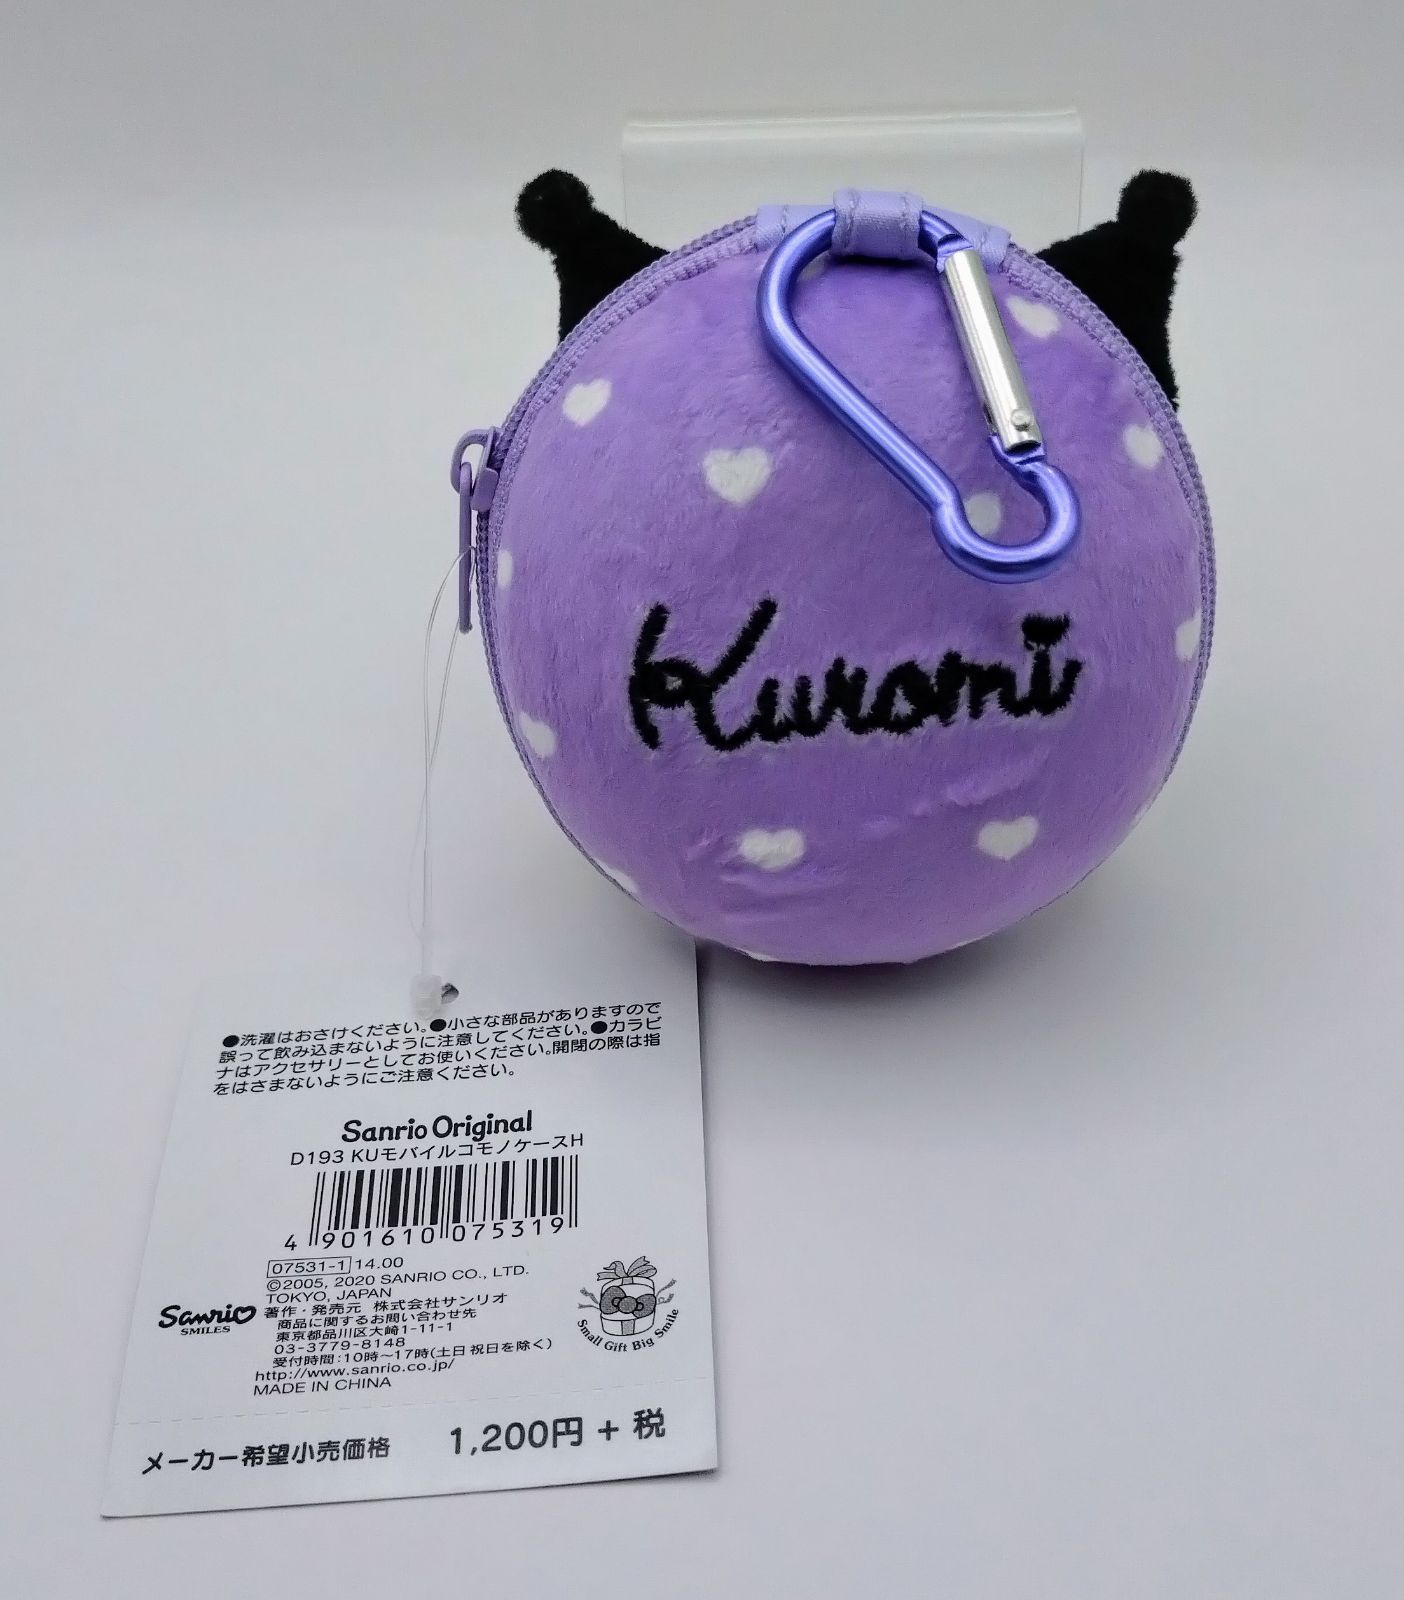 Kuromi
●洗濯はおさけください。●小さな部品がありますので
誤って飲み込まないように注意してください。●カラビ
ナはアクセサリーとしてお使いください。開閉の際は指
をはさまないようにご注意ください。
Sanrio Original
D193 KUモバイルコモノケースH
4 901610 075319
07531-1 14.00
©2005, 2020 SANRIO CO., LTD.
TOKYO, JAPAN
著作・発売元 株式会社サンリオ
商品に関するお問い合わせ先
東京都品川区大崎1-11-1
03-3779-8148
受付時間:10時〜17時(土日 祝日を除く)
http://www.sanrio.co.jp/
MADE IN CHINA
Sanrio
SMILES
Small Gift Big Smile
メーカー希望小売価格 1,200円 + 税